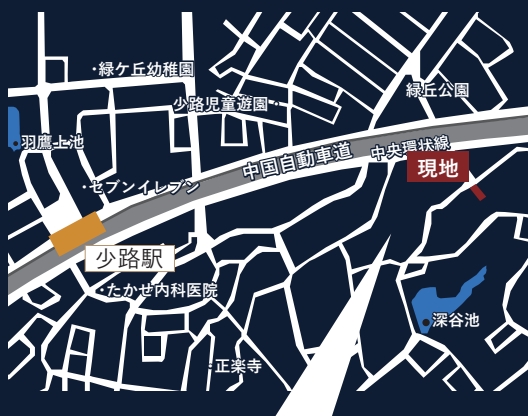 ・緑ケ丘幼稚園
緑丘公園
少路児童遊園・
羽鷹上池
中国自動車道
中央環状線
現地
・セブンイレブン
少路駅
・たかせ内科医院
深谷池
・正楽寺